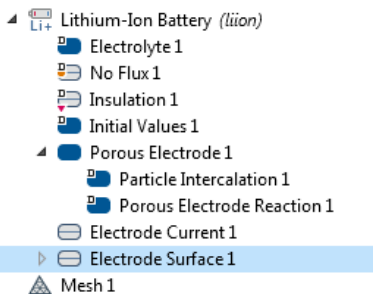 Li+ Lithium-Ion Battery (liion)
D Electrolyte 1
D No Flux 1
D Insulation 1
D Initial Values 1
Porous Electrode 1
D Particle Intercalation 1
D Porous Electrode Reaction 1
Electrode Current 1
Electrode Surface 1
Mesh 1